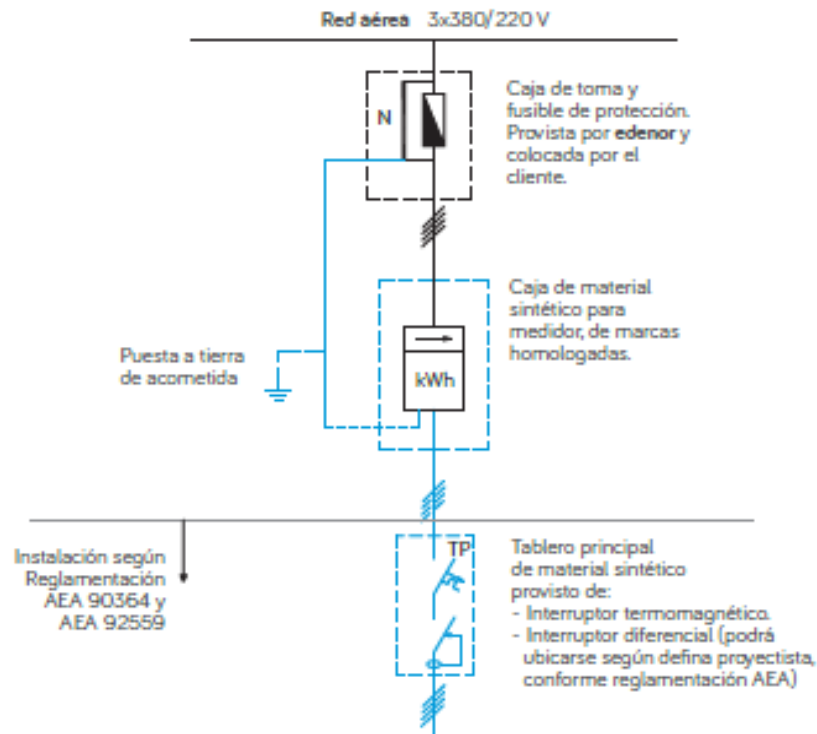 Red aérea 3x380/220 V
N
Caja de toma y
fusible de protección.
Provista por edenor y
colocada por el
cliente.
Caja de material
sintético para
medidor, de marcas
homologadas.
Puesta a tierra
de acometida
kWh
Instalación según
Reglamentación
AEA 90364 y
AEA 92559
TP
Tablero principal
de material sintético
provisto de:
- Interruptor termomagnético.
- Interruptor diferencial (podrá
ubicarse según defina proyectista,
conforme reglamentación AEA)